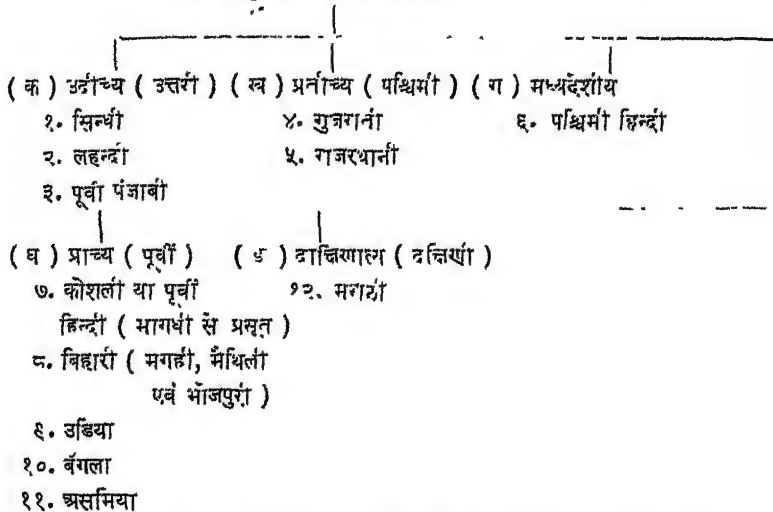 ( क ) उदीच्य ( उत्तरी ) ( ख ) प्रतीच्य ( पश्चिमी ) ( ग ) मध्यदेशीय
१. सिन्धी ४. गुजराती ६. पश्चिमी हिन्दी
२. लहन्दी ५. राजस्थानी
३. पूर्वी पंजाबी
( घ ) प्राच्य ( पूर्वी ) ( ङ ) दाक्षिणात्य ( दक्षिणी )
७. कोशली या पूर्वी १२. मराठी
हिन्दी ( मागधी से प्रसृत )
८. बिहारी ( मगही, मैथिली
एवं भोजपुरी )
९. उडिया
१०. बँगला
११. असमिया